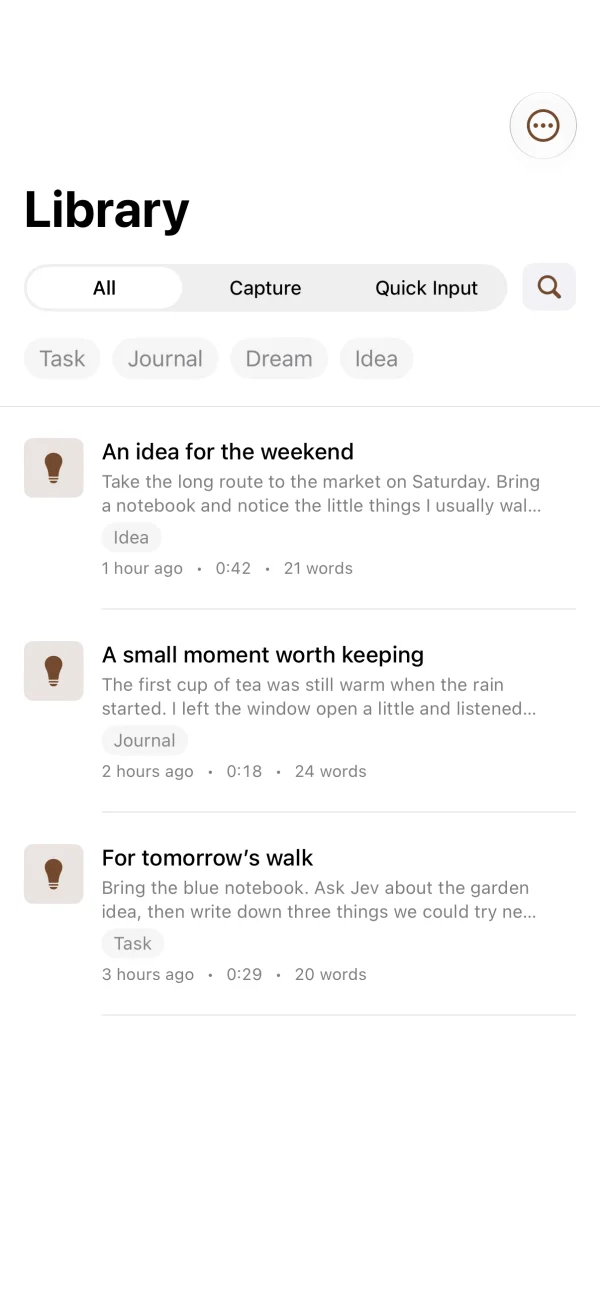 Library
All Capture Quick Input
Task Journal Dream Idea
An idea for the weekend
Take the long route to the market on Saturday. Bring
a notebook and notice the little things I usually wal...
Idea
1 hour ago • 0:42 • 21 words
A small moment worth keeping
The first cup of tea was still warm when the rain
started. I left the window open a little and listened...
Journal
2 hours ago • 0:18 • 24 words
For tomorrow’s walk
Bring the blue notebook. Ask Jev about the garden
idea, then write down three things we could try ne...
Task
3 hours ago • 0:29 • 20 words